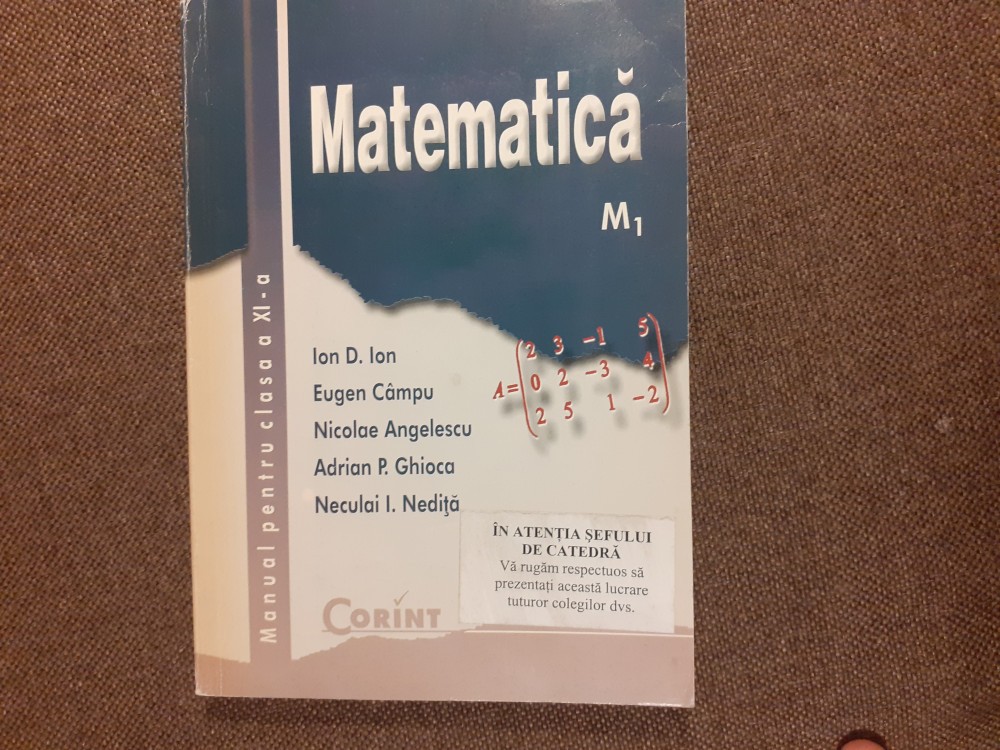 Matematică
M1
Manual pentru clasa a XI-a
Ion D. Ion
Eugen Câmpu
Nicolae Angelescu
Adrian P. Ghioca
Neculai I. Nediţă
2 3 -1 5
A= 0 2 -3 4
2 5 1 -2
ÎN ATENŢIA ŞEFULUI
DE CATEDRĂ
Vă rugăm respectuos să
prezentaţi această lucrare
tuturor colegilor dvs.
CORINT